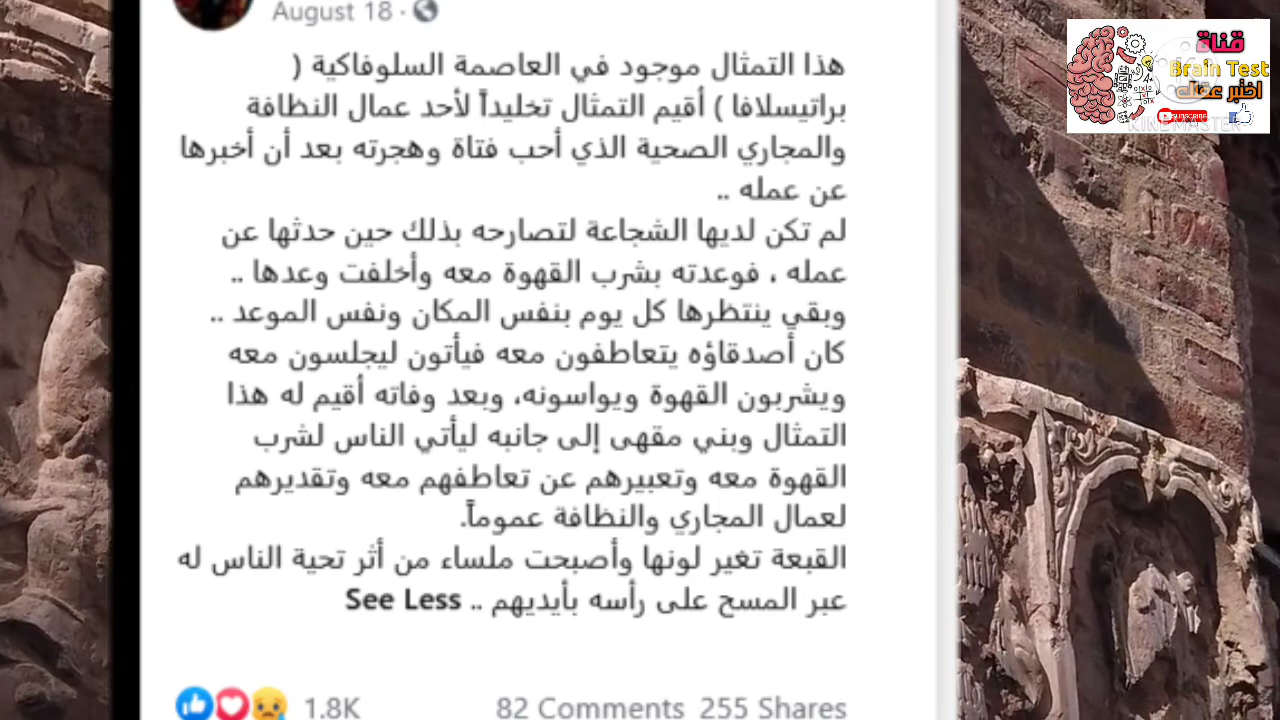 August 18 ·
هذا التمثال موجود في العاصمة السلوفاكية (
براتيسلافا ) أقيم التمثال تخليداً لأحد عمال النظافة
والمجاري الصحية الذي أحب فتاة وهجرته بعد أن أخبرها
عن عمله ..
لم تكن لديها الشجاعة لتصارحه بذلك حين حدثها عن
عمله ، فوعدته بشرب القهوة معه وأخلفت وعدها ..
وبقي ينتظرها كل يوم بنفس المكان ونفس الموعد ..
كان أصدقاؤه يتعاطفون معه فيأتون ليجلسون معه
ويشربون القهوة ويواسونه، وبعد وفاته أقيم له هذا
التمثال وبني مقهى إلى جانبه ليأتي الناس لشرب
القهوة معه وتعبيرهم عن تعاطفهم معه وتقديرهم
لعمال المجاري والنظافة عموماً.
القبعة تغير لونها وأصبحت ملساء من أثر تحية الناس له
عبر المسح على رأسه بأيديهم .. See Less
1.8K 82 Comments 255 Shares
قناة
Brain Test
اختبر عقلك
SUBSCRIBE
KINEMASTER